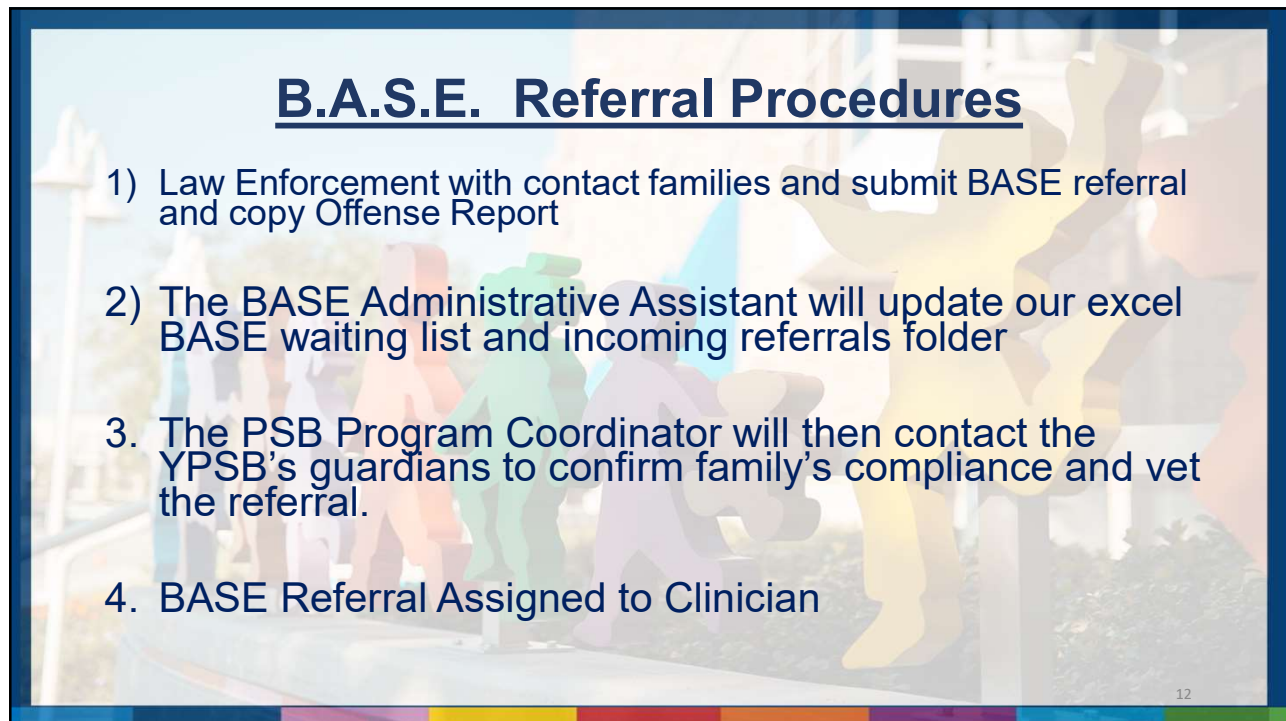 B.A.S.E. Referral Procedures
1) Law Enforcement with contact families and submit BASE referral
and copy Offense Report
2) The BASE Administrative Assistant will update our excel
BASE waiting list and incoming referrals folder
3. The PSB Program Coordinator will then contact the
YPSB’s guardians to confirm family’s compliance and vet
the referral.
4. BASE Referral Assigned to Clinician
12